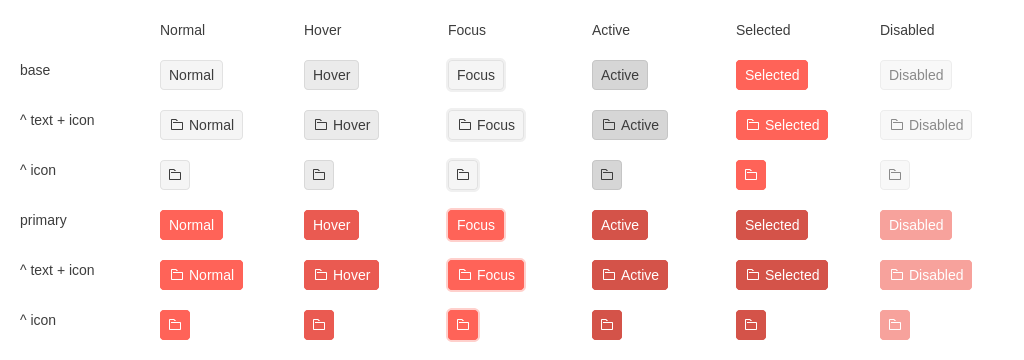 Normal Hover Focus Active Selected Disabled
base Normal Hover Focus Active Selected Disabled
^ text + icon Normal Hover Focus Active Selected Disabled
^ icon
primary Normal Hover Focus Active Selected Disabled
^ text + icon Normal Hover Focus Active Selected Disabled
^ icon